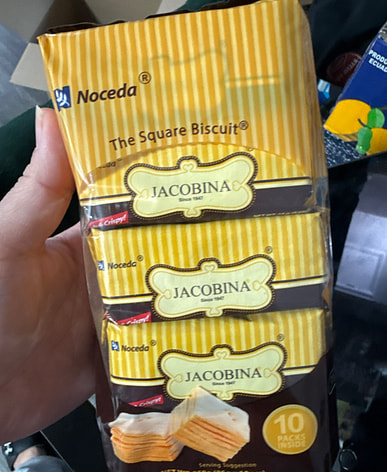 Noceda®
The Square Biscuit®
JACOBINA
Since 1947
Crispy!
Noceda®
JACOBINA
Since 1947
Noceda®
JACOBINA
Since 1947
10
PACKS
INSIDE
Serving Suggestion